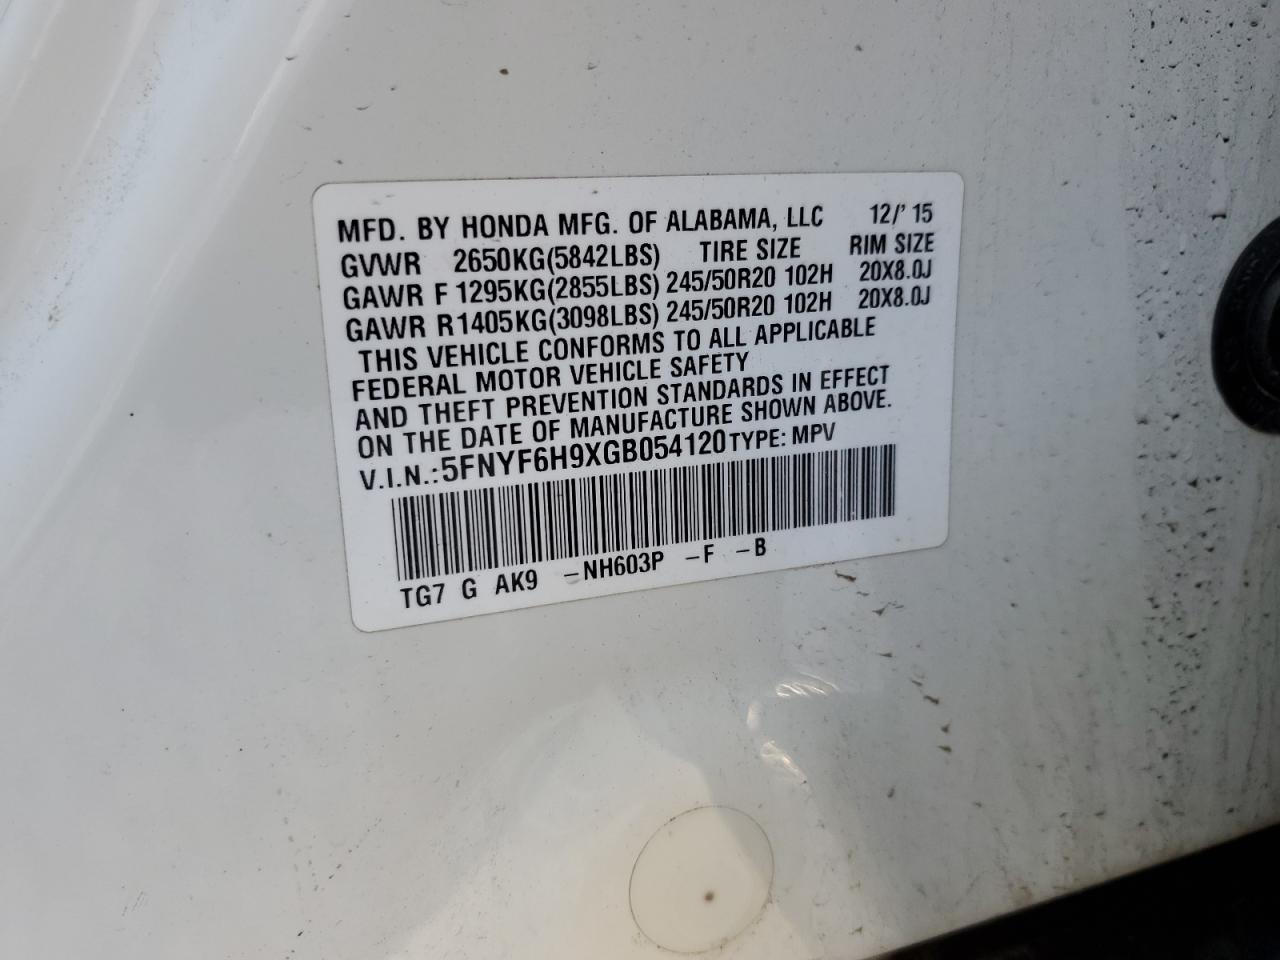 MFD. BY HONDA MFG. OF ALABAMA, LLC 12/' 15
GVWR 2650KG(5842LBS) TIRE SIZE RIM SIZE
GAWR F 1295KG(2855LBS) 245/50R20 102H 20X8.0J
GAWR R1405KG(3098LBS) 245/50R20 102H 20X8.0J
THIS VEHICLE CONFORMS TO ALL APPLICABLE
FEDERAL MOTOR VEHICLE SAFETY
AND THEFT PREVENTION STANDARDS IN EFFECT
ON THE DATE OF MANUFACTURE SHOWN ABOVE.
V.I.N.: 5FNYF6H9XGB054120 TYPE: MPV
TG7 G AK9 -NH603P -F -B